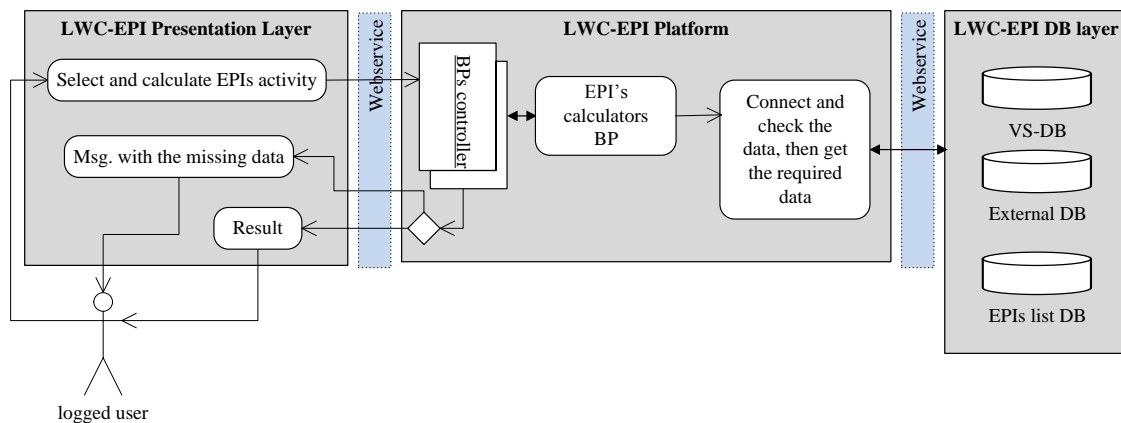 LWC-EPI Presentation Layer
Select and calculate EPIs activity
Msg. with the missing data
Result
logged user
Webservice
LWC-EPI Platform
BPs controller
EPI's
calculators
BP
Connect and
check the
data, then get
the required
data
Webservice
LWC-EPI DB layer
VS-DB
External DB
EPIs list DB